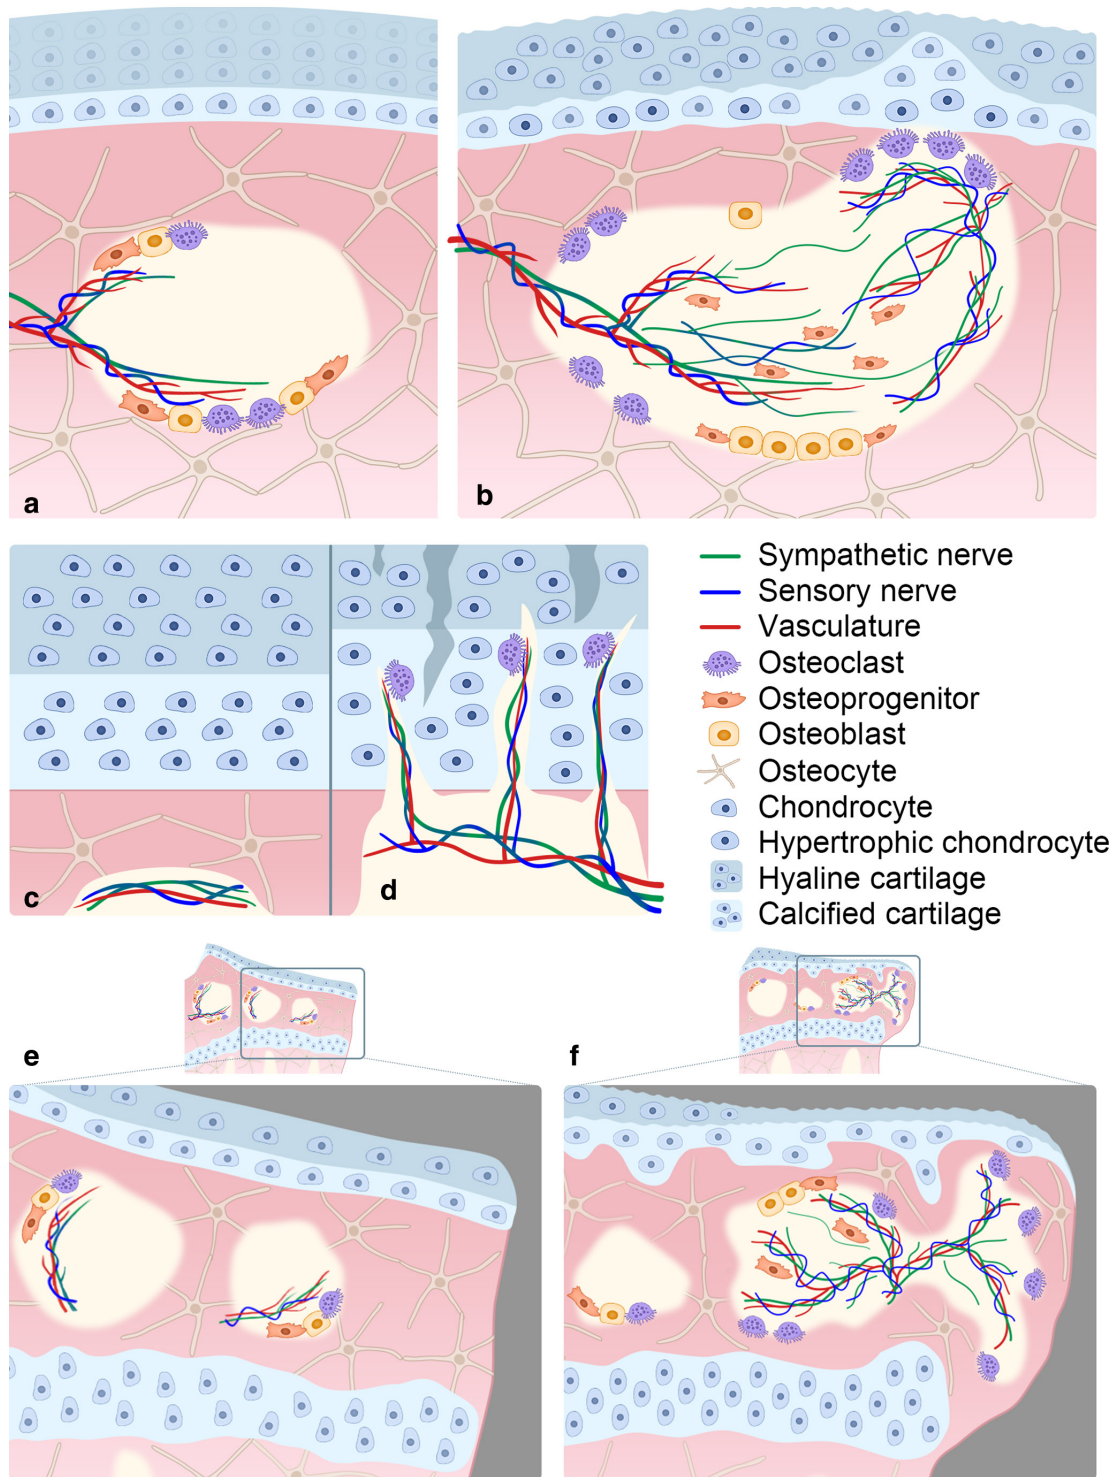 a
b
Sympathetic nerve
Sensory nerve
Vasculature
Osteoclast
Osteoprogenitor
Osteoblast
Osteocyte
Chondrocyte
Hypertrophic chondrocyte
Hyaline cartilage
Calcified cartilage
c
d
e
f